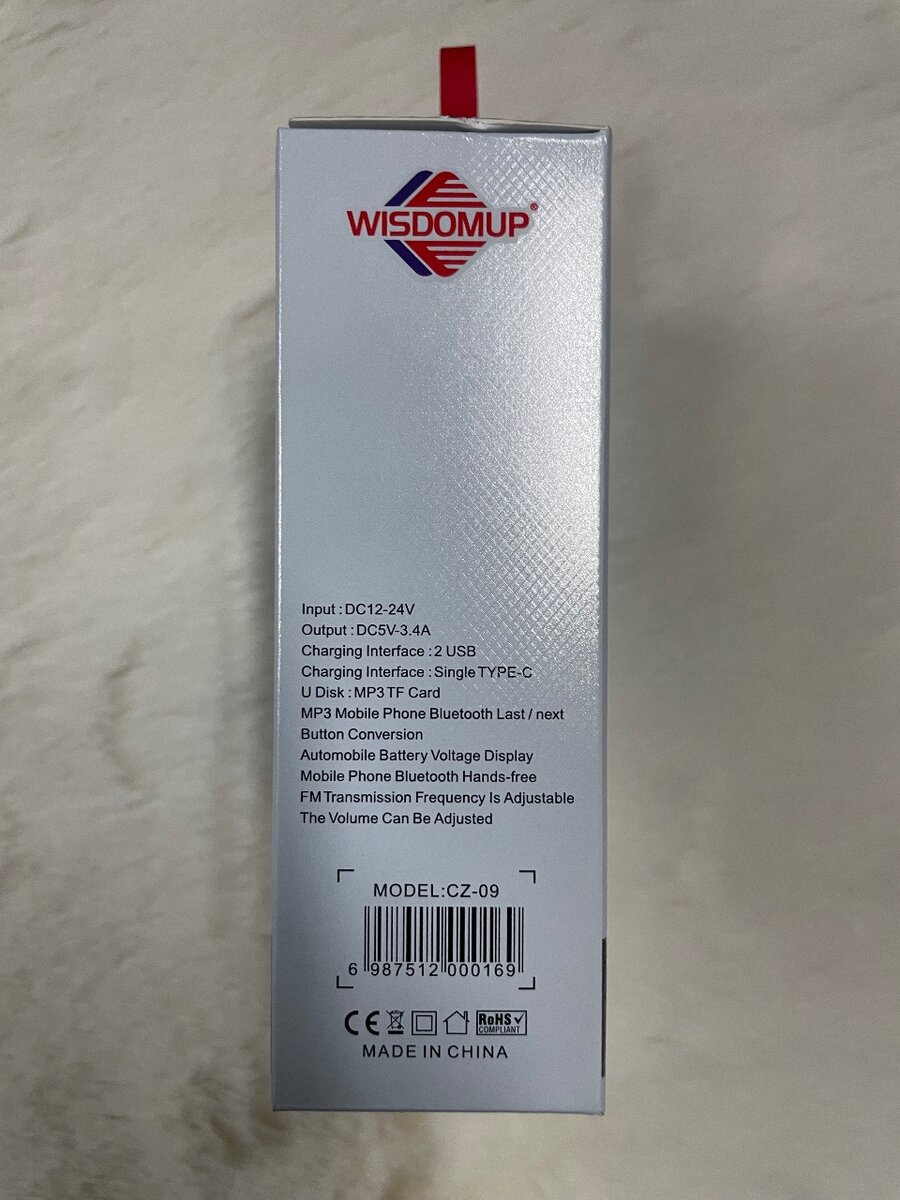 WISDOMUP®
Input : DC12-24V
Output : DC5V-3.4A
Charging Interface : 2 USB
Charging Interface : Single TYPE-C
U Disk : MP3 TF Card
MP3 Mobile Phone Bluetooth Last / next
Button Conversion
Automobile Battery Voltage Display
Mobile Phone Bluetooth Hands-free
FM Transmission Frequency Is Adjustable
The Volume Can Be Adjusted
MODEL:CZ-09
6 987512 000169
CE RoHS
COMPLIANT
MADE IN CHINA